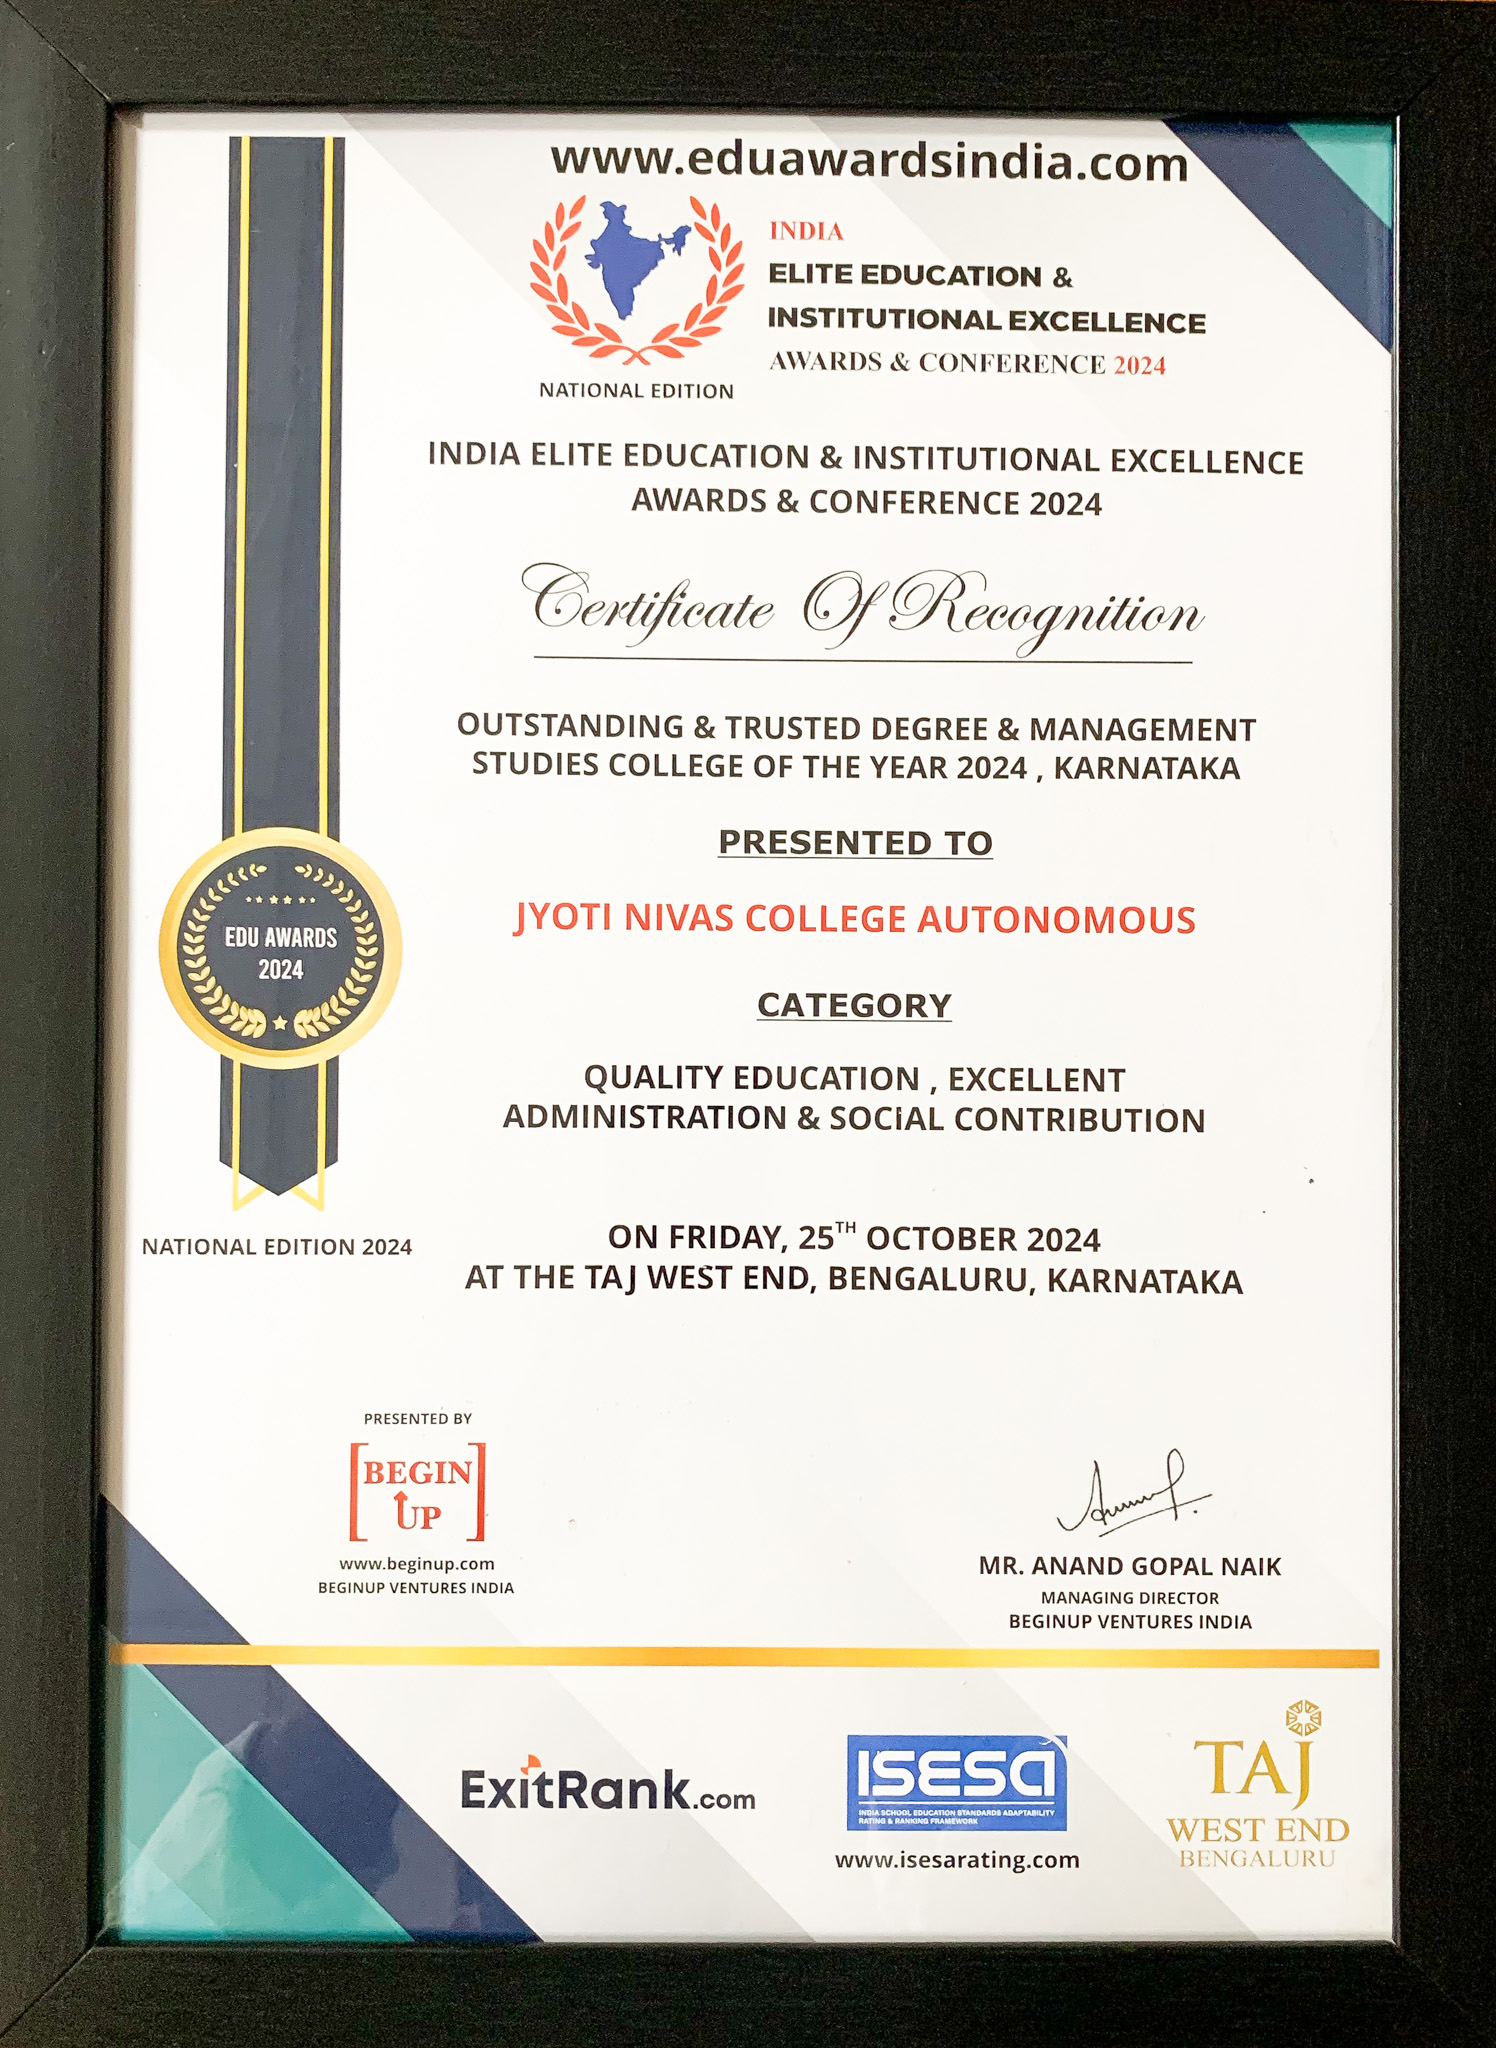 www.eduawardsindia.com
INDIA
ELITE EDUCATION &
INSTITUTIONAL EXCELLENCE
AWARDS & CONFERENCE 2024
NATIONAL EDITION
INDIA ELITE EDUCATION & INSTITUTIONAL EXCELLENCE
AWARDS & CONFERENCE 2024
Certificate Of Recognition
OUTSTANDING & TRUSTED DEGREE & MANAGEMENT
STUDIES COLLEGE OF THE YEAR 2024 , KARNATAKA
PRESENTED TO
JYOTI NIVAS COLLEGE AUTONOMOUS
EDU AWARDS
2024
CATEGORY
QUALITY EDUCATION , EXCELLENT
ADMINISTRATION & SOCIAL CONTRIBUTION
NATIONAL EDITION 2024
ON FRIDAY, 25TH OCTOBER 2024
AT THE TAJ WEST END, BENGALURU, KARNATAKA
PRESENTED BY
BEGIN
UP
www.beginup.com
BEGINUP VENTURES INDIA
MR. ANAND GOPAL NAIK
MANAGING DIRECTOR
BEGINUP VENTURES INDIA
ExitRank.com
ISESA
INDIA SCHOOL EDUCATION STANDARDS ADAPTABILITY
RATING & RANKING FRAMEWORK
www.isesarating.com
TAJ
WEST END
BENGALURU